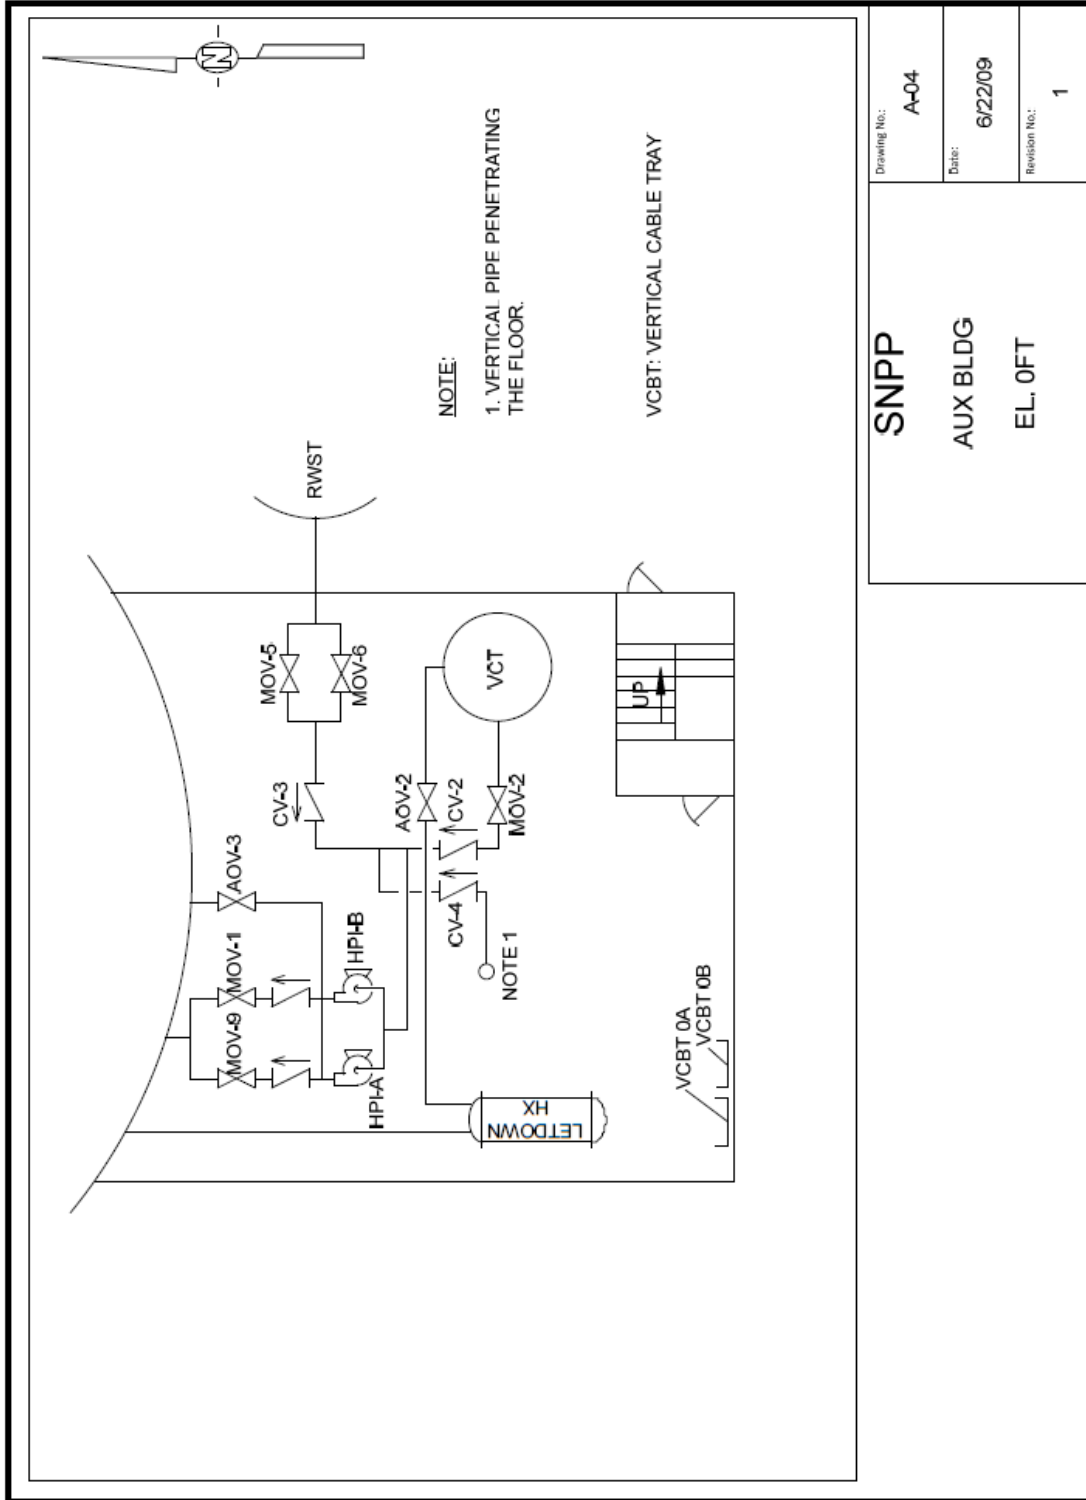 N
RWST
MOV-5
MOV-6
CV-3
AOV-3
MOV-1
MOV-9
HPI-B
HPI-A
AOV-2
CV-2
MOV-2
CV-4
VCT
NOTE 1
LETDOWN
HX
UP
VCBT 0A
VCBT 0B
NOTE:
1. VERTICAL PIPE PENETRATING
THE FLOOR.
VCBT: VERTICAL CABLE TRAY
SNPP
AUX BLDG
EL. 0FT
Drawing No.:
A-04
Date:
6/22/09
Revision No.:
1